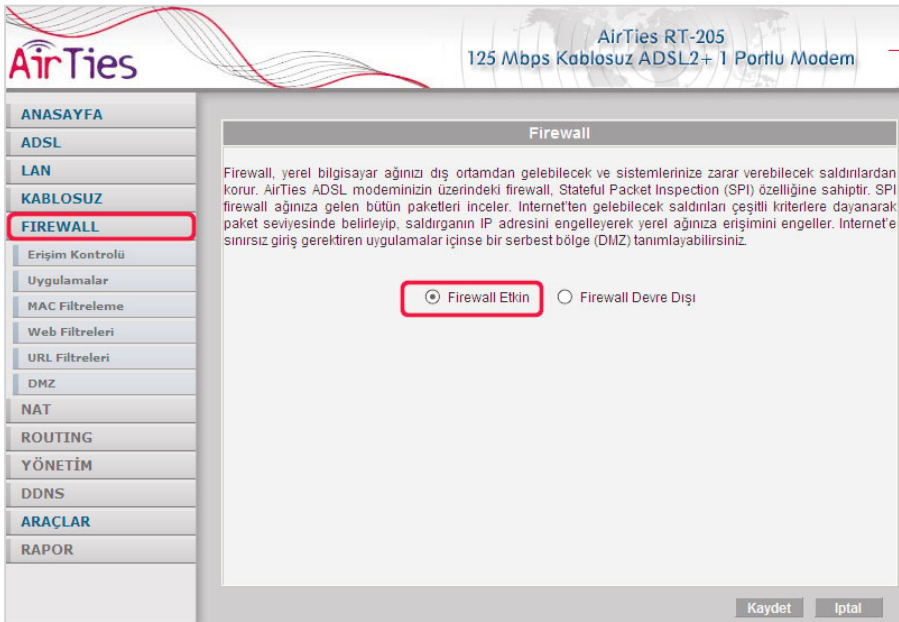 AirTies
AirTies RT-205
125 Mbps Kablosuz ADSL2+ 1 Portlu Modem
ANASAYFA
ADSL
LAN
KABLOSUZ
FIREWALL
Erişim Kontrolü
Uygulamalar
MAC Filtreleme
Web Filtreleri
URL Filtreleri
DMZ
NAT
ROUTING
YÖNETİM
DDNS
ARAÇLAR
RAPOR
Firewall
Firewall, yerel bilgisayar ağınızı dış ortamdan gelebilecek ve sistemlerinize zarar verebilecek saldırılardan
korur. AirTies ADSL modeminizin üzerindeki firewall, Stateful Packet Inspection (SPI) özelliğine sahiptir. SPI
firewall ağınıza gelen bütün paketleri inceler. Internet'ten gelebilecek saldırıları çeşitli kriterlere dayanarak
paket seviyesinde belirleyip, saldırganın IP adresini engelleyerek yerel ağınıza erişimini engeller. Internet'e
sınırsız giriş gerektiren uygulamalar içinse bir serbest bölge (DMZ) tanımlayabilirsiniz.
Firewall Etkin Firewall Devre Dışı
Kaydet Iptal